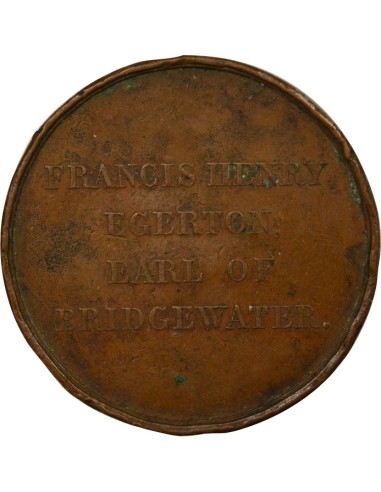 FRANCIS HENRY
EGERTON
EARL OF
BRIDGEWATER.